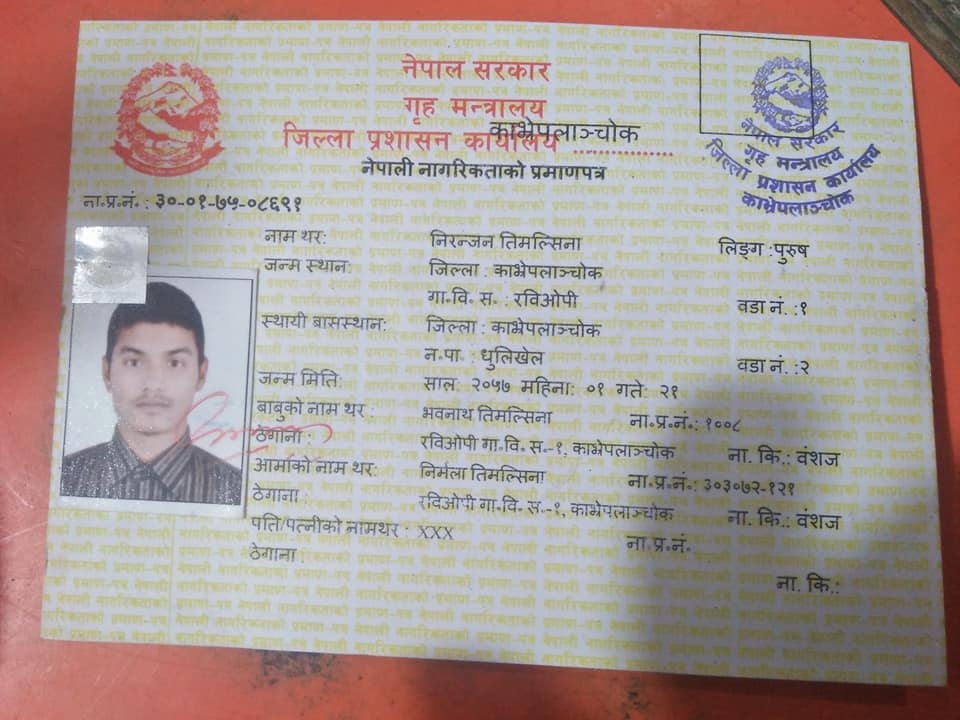 नेपाल सरकार
गृह मन्त्रालय
जिल्ला प्रशासन कार्यालय काभ्रेपलाञ्चोक
नेपाली नागरिकताको प्रमाणपत्र
नेपाल सरकार
गृह मन्त्रालय
जिल्ला प्रशासन कार्यालय
काभ्रेपलाञ्चोक
ना.प्र.नं. : ३०-०१-७५-०८६९१
नाम थर: निरन्जन तिमल्सिना लिङ्ग : पुरुष
जन्म स्थान: जिल्ला : काभ्रेपलाञ्चोक
गा.वि. स. : रविओपी वडा नं. : १
स्थायी बासस्थान: जिल्ला : काभ्रेपलाञ्चोक
न.पा. : धुलिखेल वडा नं. : २
जन्म मिति: साल: २०५७ महिना: ०१ गते: २१
बाबुको नाम थर : भवनाथ तिमल्सिना ना.प्र.नं. : १००८
ठेगाना : रविओपी गा.वि. स.-१, काभ्रेपलाञ्चोक ना. कि.: वंशज
आमाको नाम थर: निर्मला तिमल्सिना ना.प्र.नं. : ३०३०७२-१२१
ठेगाना : रविओपी गा.वि. स.-१, काभ्रेपलाञ्चोक ना. कि.: वंशज
पति/पत्नीको नामथर : XXX ना.प्र.नं.
ठेगाना : ना. कि.: